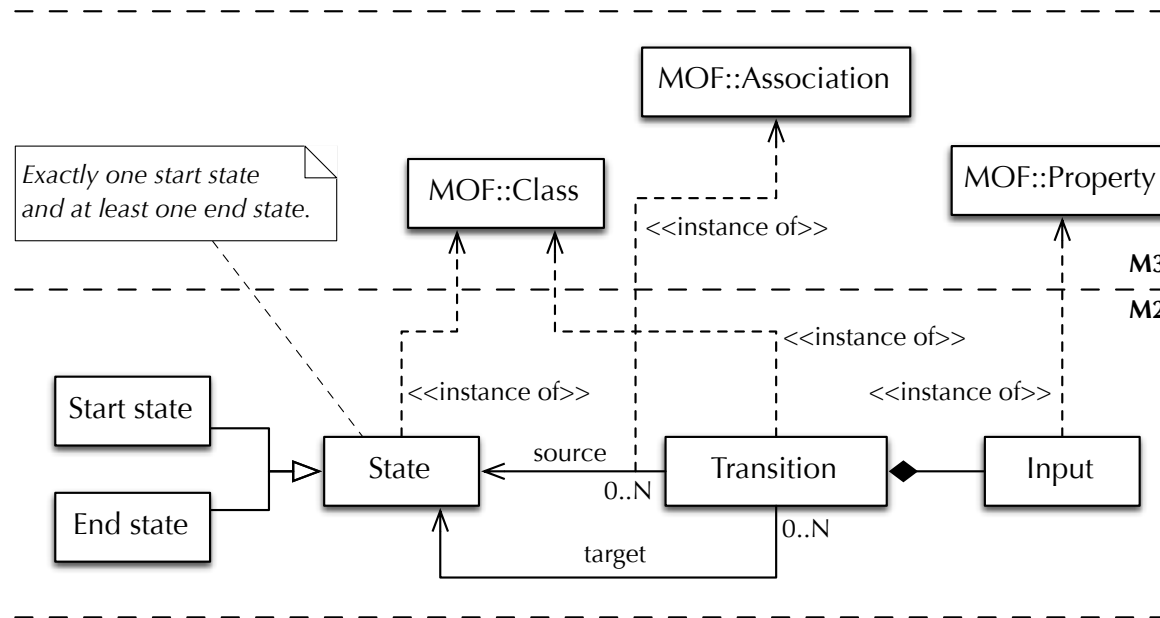 MOF::Association
Exactly one start state
and at least one end state.
MOF::Class
MOF::Property
<<instance of>>
M3
M2
<<instance of>>
<<instance of>>
<<instance of>>
Start state
State
source
0..N
Transition
Input
End state
0..N
target